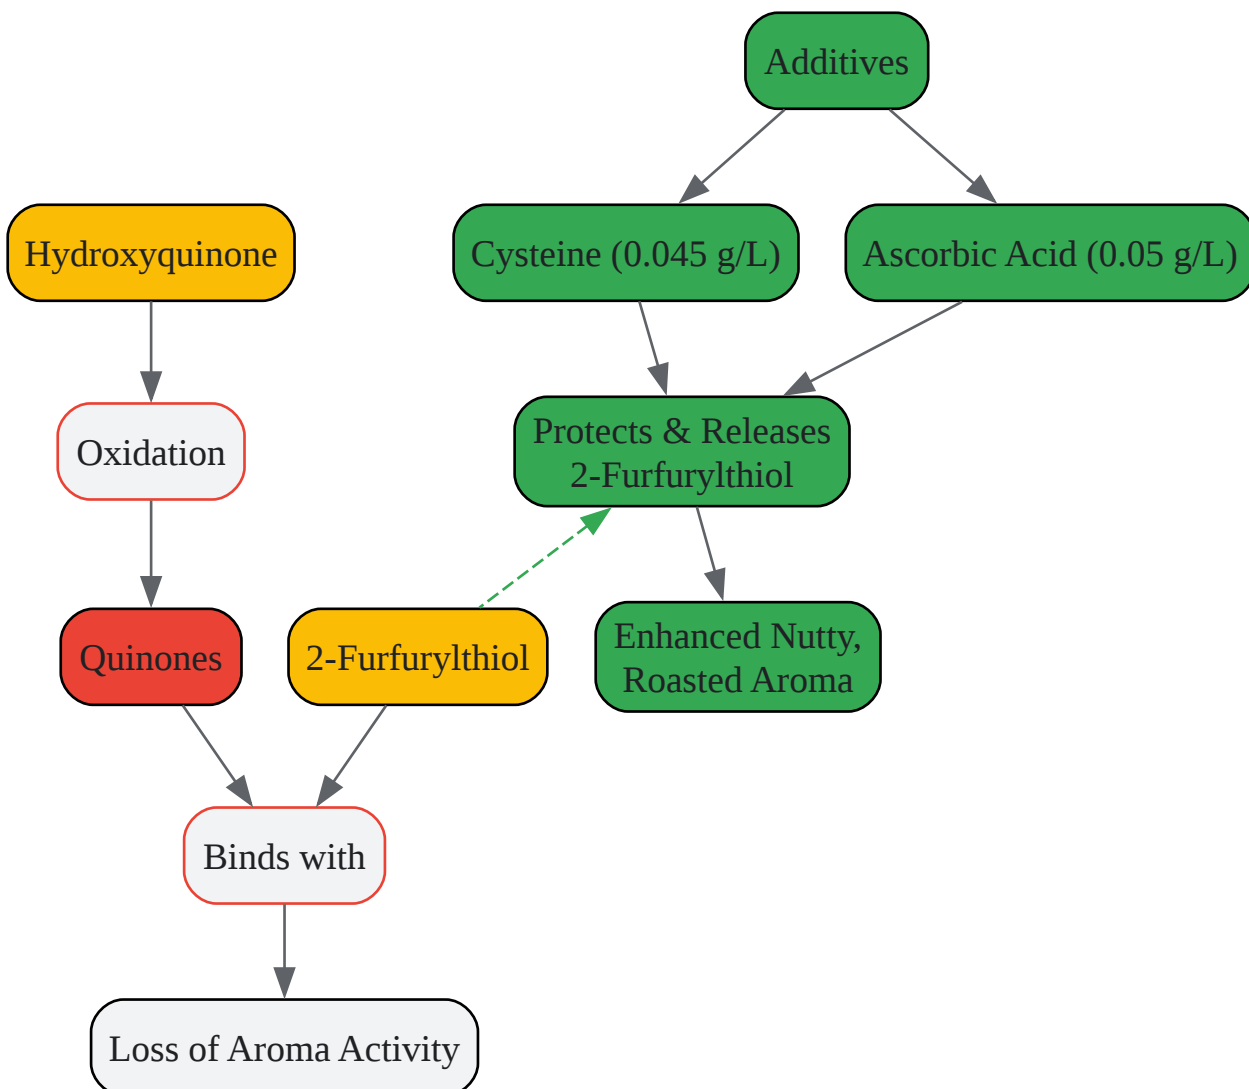 Additives
Hydroxyquinone
Cysteine (0.045 g/L)
Ascorbic Acid (0.05 g/L)
Oxidation
Protects & Releases
2-Furfurylthiol
Quinones
2-Furfurylthiol
Enhanced Nutty,
Roasted Aroma
Binds with
Loss of Aroma Activity